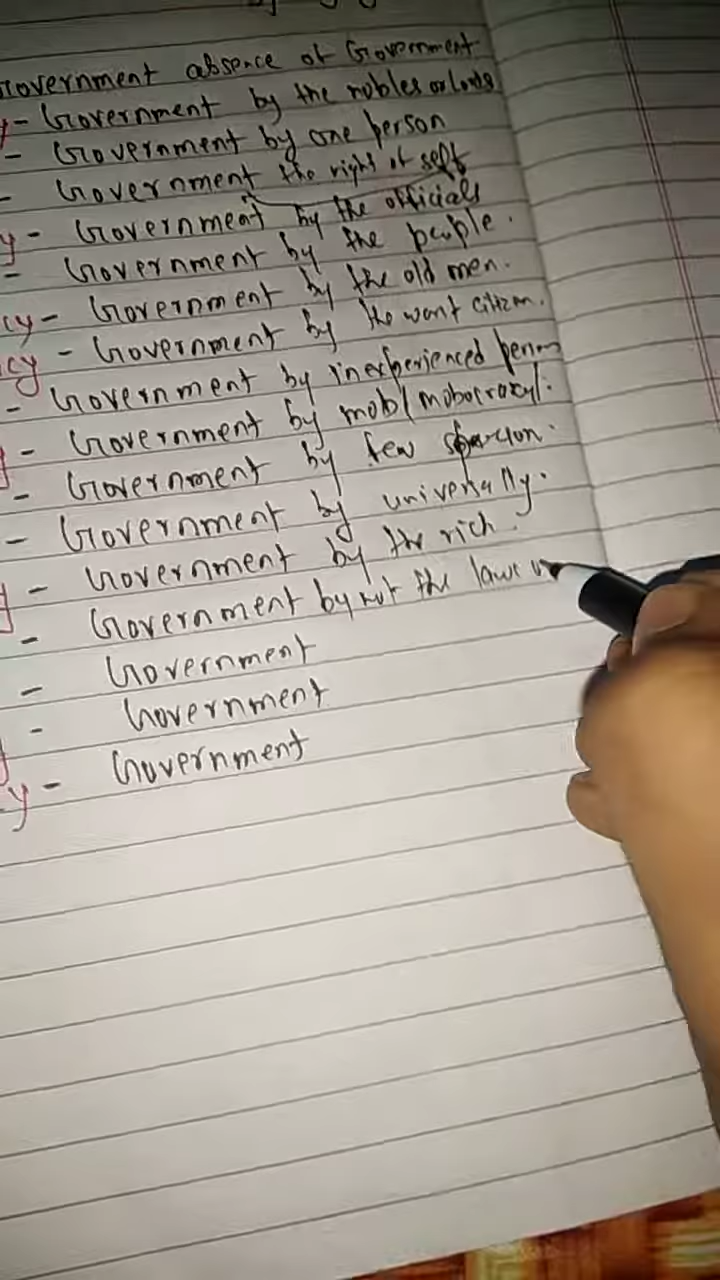 Government absence of Government
y - Government by the nobles or Lords
- Government by one person
- Government the right of self
y - Government by the officials
- Government by the people.
cy - Government by the old men.
cy - Government by the want citizen.
- Government by inexperienced
y - Government by mob/mobocracy/.
- Government by few
- Government by universally.
y - Government by the rich.
- Government by not the law
- Government
- Government
y - Government